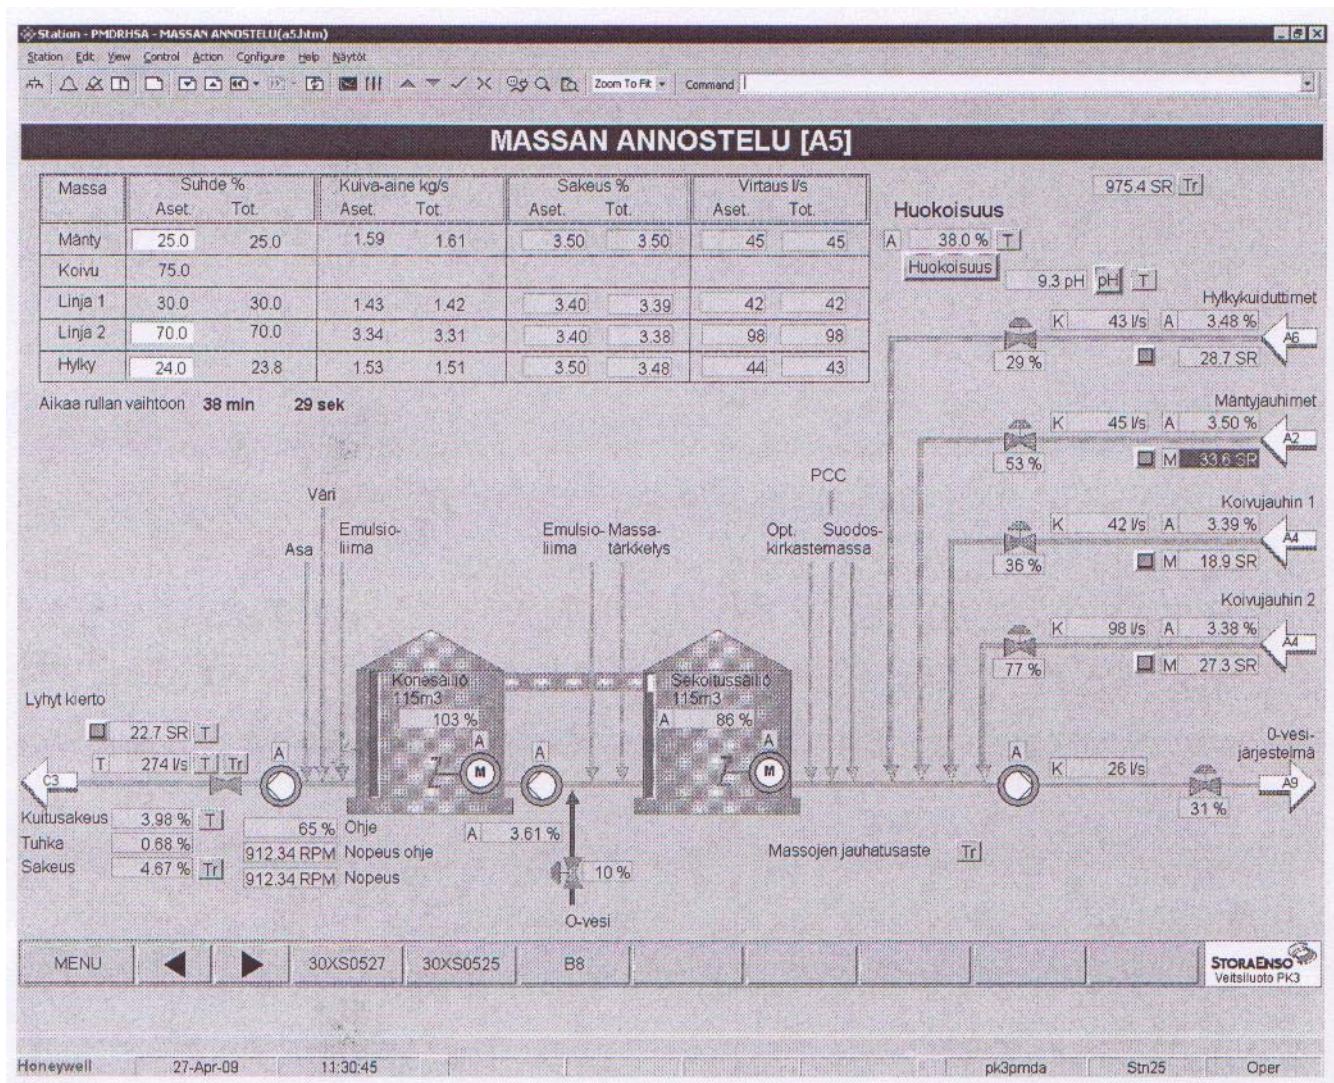 Station - PMDRHSA - MASSAN ANNOSTELU(a5.htm)
Station Edit View Control Action Configure Help Näytöt
Zoom To Fit Command
MASSAN ANNOSTELU [A5]
Massa Suhde % Kuiva-aine kg/s Sakeus % Virtaus l/s
Aset. Tot. Aset. Tot. Aset. Tot. Aset. Tot.
Mänty 25.0 25.0 1.59 1.61 3.50 3.50 45 45
Koivu 75.0
Linja 1 30.0 30.0 1.43 1.42 3.40 3.39 42 42
Linja 2 70.0 70.0 3.34 3.31 3.40 3.38 98 98
Hylky 24.0 23.8 1.53 1.51 3.50 3.48 44 43
Aikaa rullan vaihtoon 38 min 29 sek
975.4 SR Tr
Huokoisuus
A 38.0 % T
Huokoisuus
9.3 pH pH T
Hylkykuiduttimet
K 43 l/s A 3.48 %
A6
29 % 28.7 SR
Mäntyjauhimet
K 45 l/s A 3.50 %
A2
53 % M 33.6 SR
Koivujauhin 1
K 42 l/s A 3.39 %
A4
36 % M 18.9 SR
Koivujauhin 2
K 98 l/s A 3.38 %
A4
77 % M 27.3 SR
PCC
Väri
Asa
Emulsio-
liima
Emulsio-
liima
Massa-
tärkkelys
Opt.
kirkaste
Suodos-
massa
Konesäiliö
115m3
103 %
A
M
Sekoitussäiliö
115m3
A 86 %
A
M
Lyhyt kierto
22.7 SR T
T 274 l/s T Tr
C3
A
A
A
K 26 l/s
0-vesi-
järjestelmä
A9
31 %
Kuitusakeus 3.98 % T
Tuhka 0.68 %
Sakeus 4.67 % Tr
65 % Ohje
912.34 RPM Nopeus ohje
912.34 RPM Nopeus
A 3.61 %
10 %
O-vesi
Massojen jauhatusaste Tr
MENU 30XS0527 30XS0525 B8
STORAENSO
Veitsiluoto PK3
Honeywell 27-Apr-09 11:30:45 pk3pmda Stn25 Oper